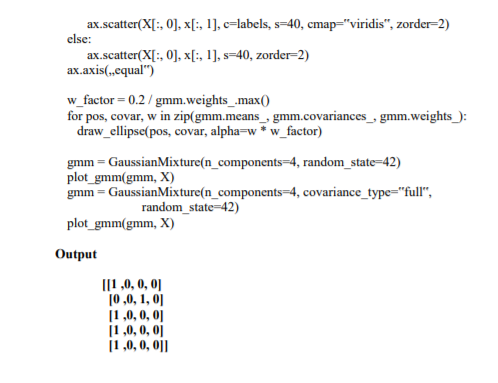 ax.scatter(X[:, 0], x[:, 1], c=labels, s=40, cmap="viridis", zorder=2)
else:
ax.scatter(X[:, 0], x[:, 1], s=40, zorder=2)
ax.axis(„equal")
w_factor = 0.2 / gmm.weights_.max()
for pos, covar, w in zip(gmm.means_, gmm.covariances_, gmm.weights_):
draw_ellipse(pos, covar, alpha=w * w_factor)
gmm = GaussianMixture(n_components=4, random_state=42)
plot_gmm(gmm, X)
gmm = GaussianMixture(n_components=4, covariance_type="full",
random_state=42)
plot_gmm(gmm, X)
Output
[[1 ,0, 0, 0]
[0 ,0, 1, 0]
[1 ,0, 0, 0]
[1 ,0, 0, 0]
[1 ,0, 0, 0]]